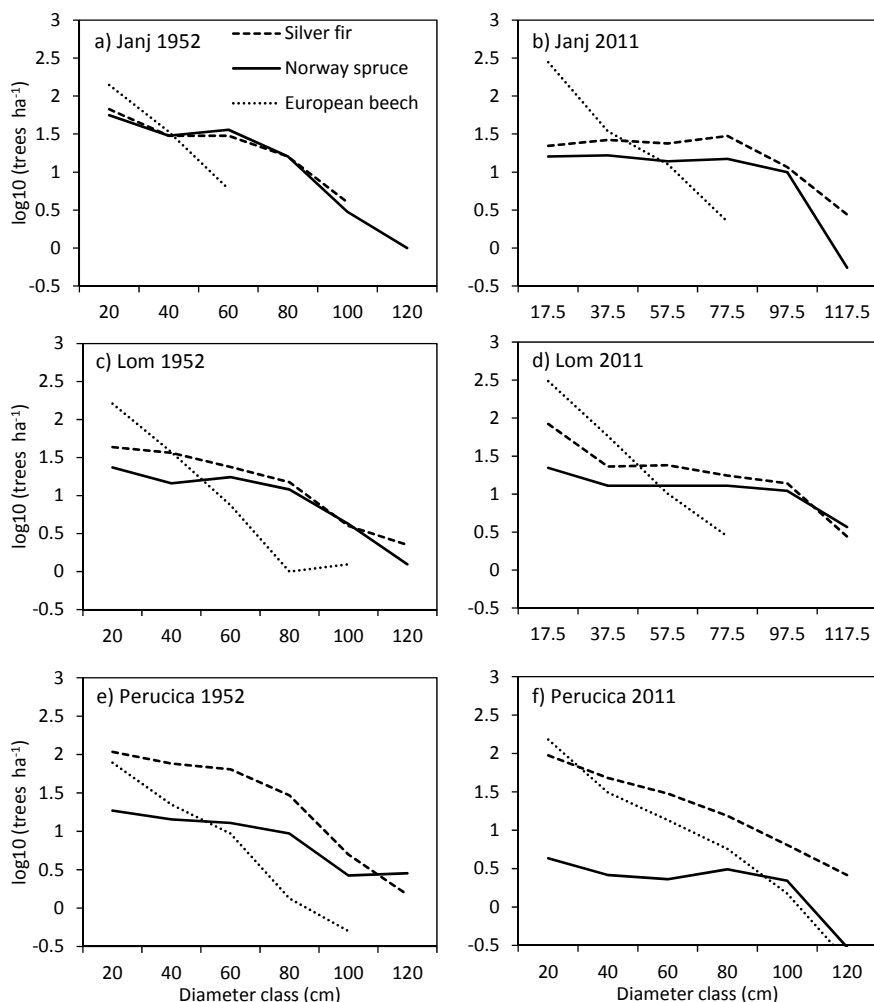 a) Janj 1952
Silver fir
Norway spruce
European beech
log10 (trees ha⁻¹)
3
2.5
2
1.5
1
0.5
0
-0.5
20 40 60 80 100 120
b) Janj 2011
3
2.5
2
1.5
1
0.5
0
-0.5
17.5 37.5 57.5 77.5 97.5 117.5
c) Lom 1952
log10 (trees ha⁻¹)
3
2.5
2
1.5
1
0.5
0
-0.5
20 40 60 80 100 120
d) Lom 2011
3
2.5
2
1.5
1
0.5
0
-0.5
17.5 37.5 57.5 77.5 97.5 117.5
e) Perucica 1952
log10 (trees ha⁻¹)
3
2.5
2
1.5
1
0.5
0
-0.5
20 40 60 80 100 120
Diameter class (cm)
f) Perucica 2011
3
2.5
2
1.5
1
0.5
0
-0.5
20 40 60 80 100 120
Diameter class (cm)